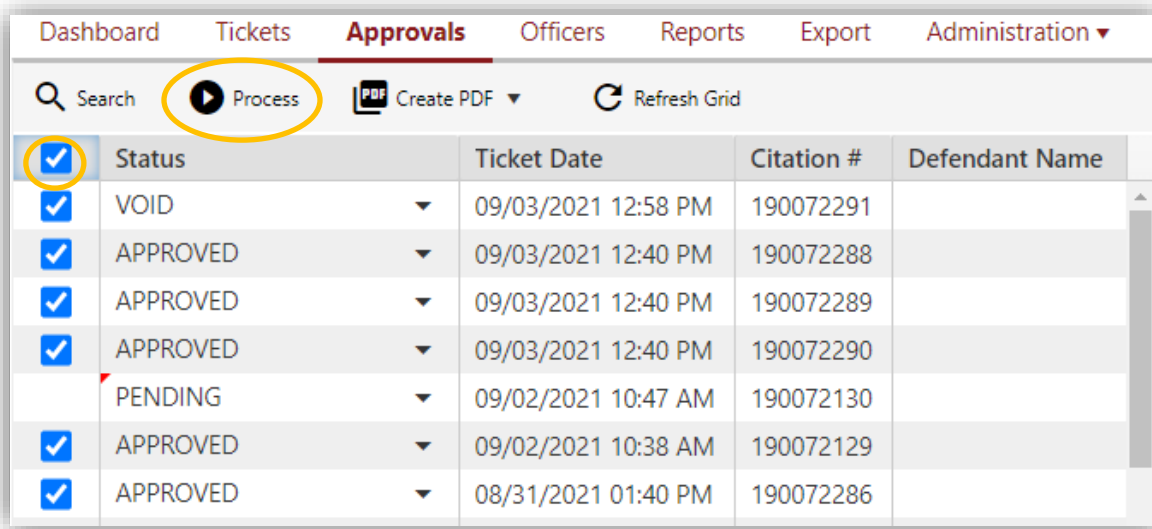 Dashboard Tickets Approvals Officers Reports Export Administration ▾
Search Process PDF Create PDF ▾ Refresh Grid
Status Ticket Date Citation # Defendant Name
VOID 09/03/2021 12:58 PM 190072291
APPROVED 09/03/2021 12:40 PM 190072288
APPROVED 09/03/2021 12:40 PM 190072289
APPROVED 09/03/2021 12:40 PM 190072290
PENDING 09/02/2021 10:47 AM 190072130
APPROVED 09/02/2021 10:38 AM 190072129
APPROVED 08/31/2021 01:40 PM 190072286